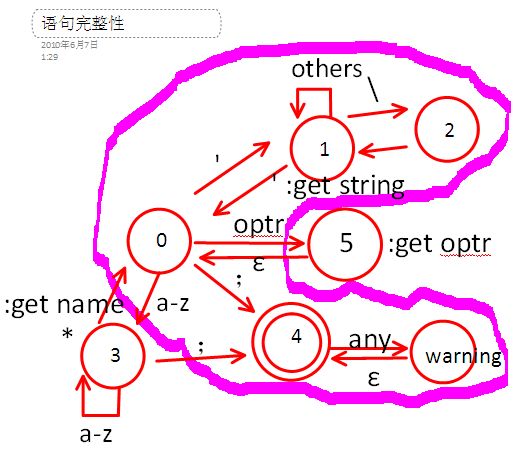 语句完整性
2010年6月7日
1:29
others
\
1
2
'
' :get string
0
optr
5
:get optr
ε
;
:get name
a-z
*
3
;
4
any
warning
ε
a-z